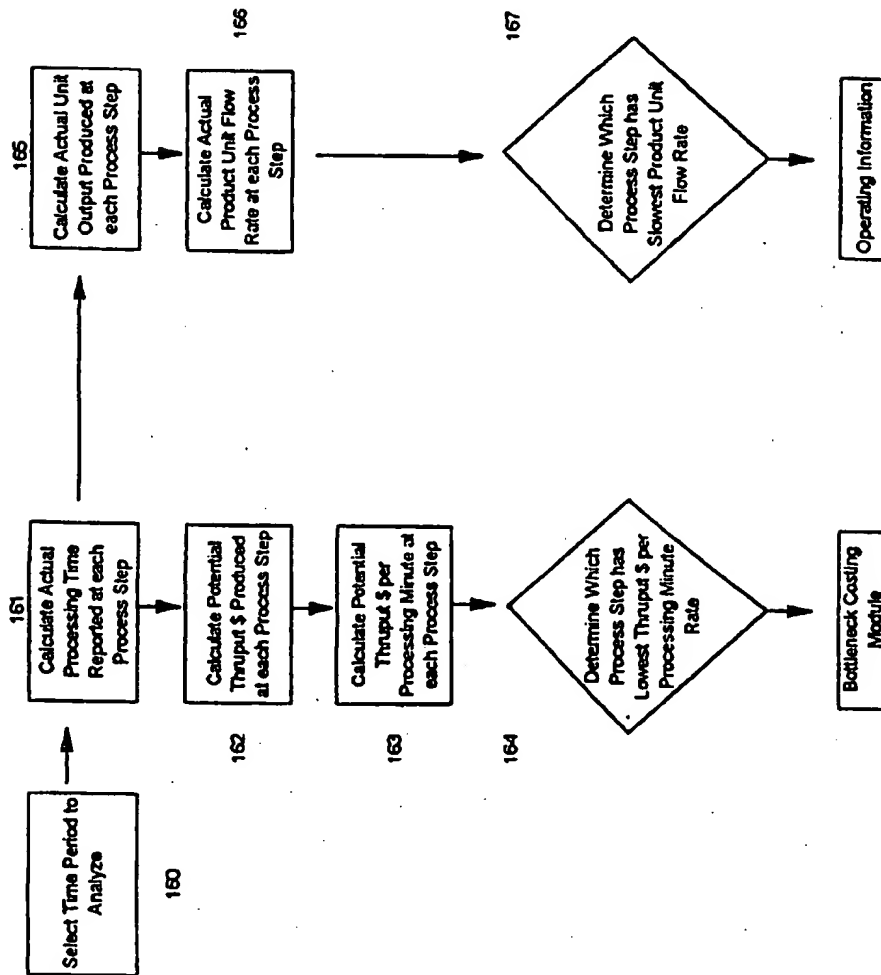 Select Time Period to
Analyze
160
161
Calculate Actual
Processing Time
Reported at each
Process Step
162
Calculate Potential
Thruput $ Produced
at each Process Step
163
Calculate Potential
Thruput $ per
Processing Minute at
each Process Step
164
Determine Which
Process Step has
Lowest Thruput $ per
Processing Minute
Rate
Bottleneck Costing
Module
165
Calculate Actual Unit
Output Produced at
each Process Step
166
Calculate Actual
Product Unit Flow
Rate at each Process
Step
167
Determine Which
Process Step has
Slowest Product Unit
Flow Rate
Operating Information